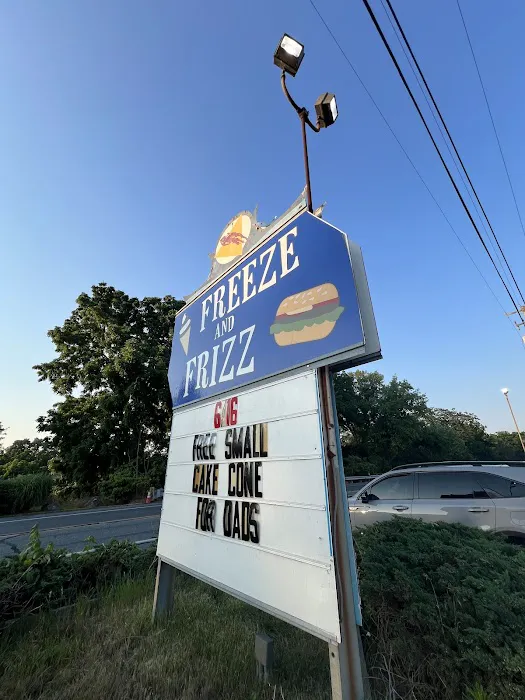 FREEZE
AND
FRIZZ
6/16
FREE SMALL
CAKE CONE
FOR DADS